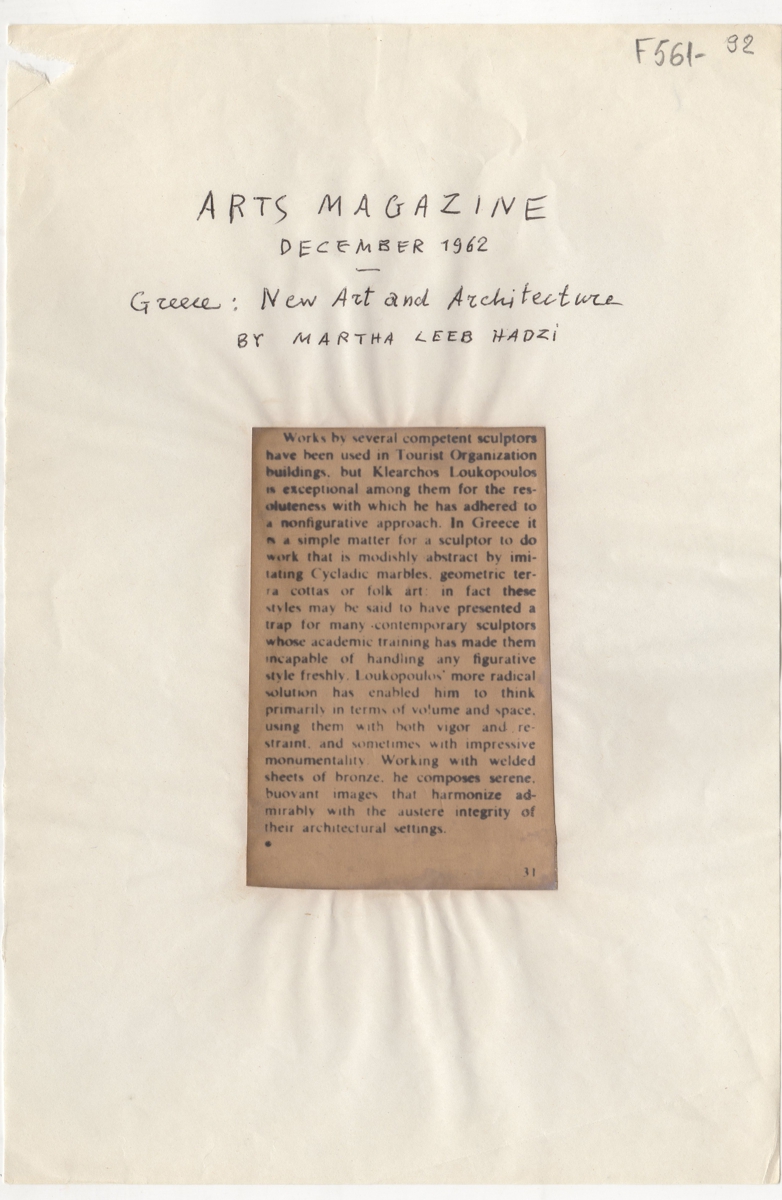 F561- 92
ARTS MAGAZINE
DECEMBER 1962
—
Greece: New Art and Architecture
BY MARTHA LEEB HADZI
Works by several competent sculptors
have been used in Tourist Organization
buildings, but Klearchos Loukopoulos
is exceptional among them for the res-
oluteness with which he has adhered to
a nonfigurative approach. In Greece it
is a simple matter for a sculptor to do
work that is modishly abstract by imi-
tating Cycladic marbles, geometric ter-
ra cottas or folk art; in fact these
styles may be said to have presented a
trap for many contemporary sculptors
whose academic training has made them
incapable of handling any figurative
style freshly. Loukopoulos' more radical
solution has enabled him to think
primarily in terms of volume and space,
using them with both vigor and re-
straint, and sometimes with impressive
monumentality. Working with welded
sheets of bronze, he composes serene,
buoyant images that harmonize ad-
mirably with the austere integrity of
their architectural settings.
•
31